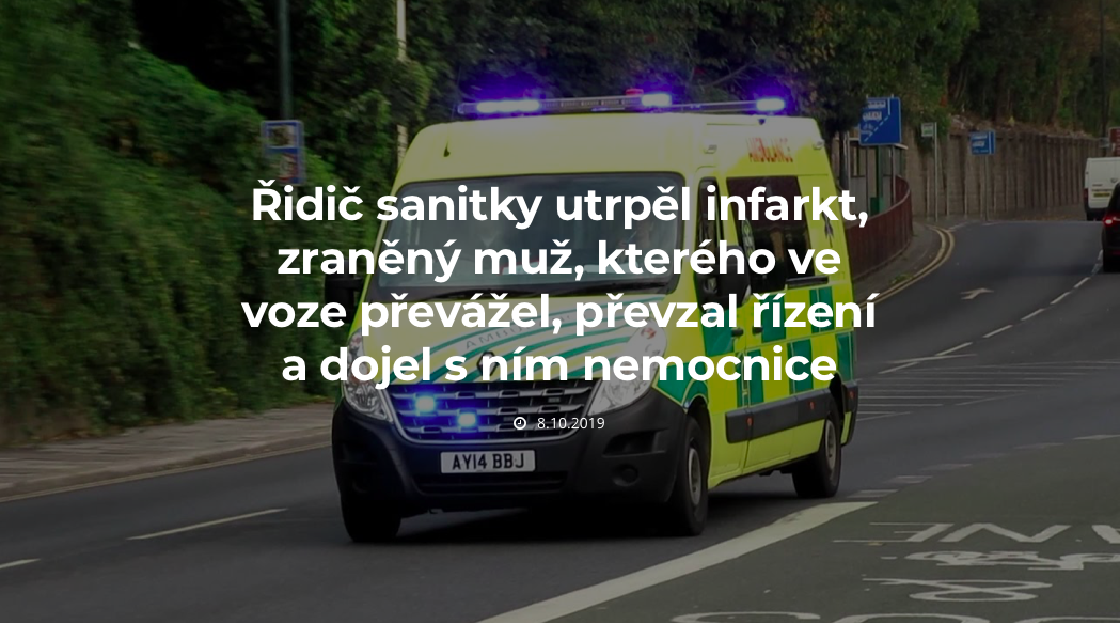 AMBULANCE
Řidič sanitky utrpěl infarkt,
zraněný muž, kterého ve
voze převážel, převzal řízení
a dojel s ním nemocnice
8.10.2019
AY14 BBJ